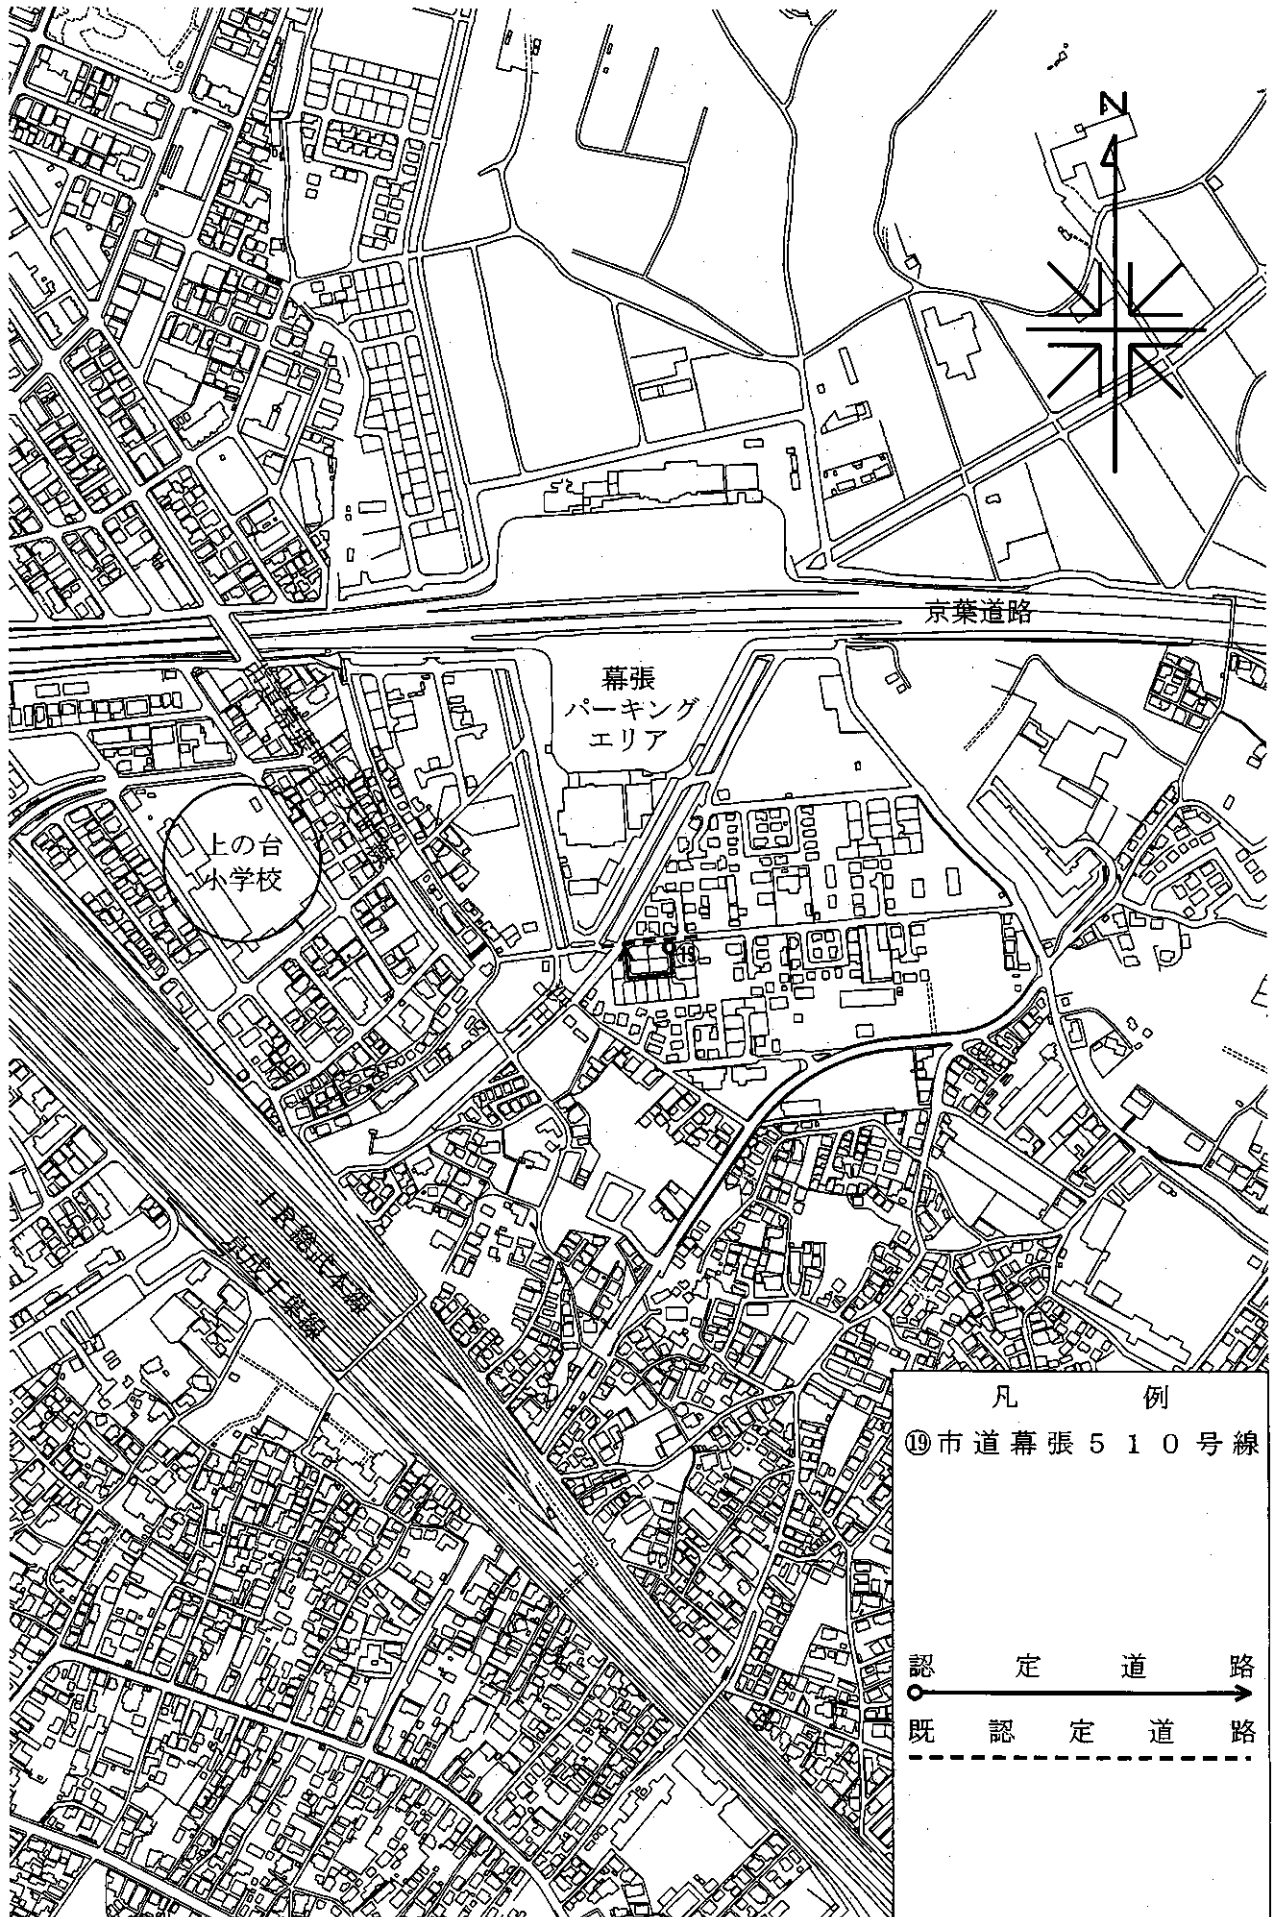 N
京葉道路
幕張
パーキング
エリア
上の台
小学校
⑲
JR総武本線
京成千葉線
凡 例
⑲市道幕張510号線
認定道路
既認定道路